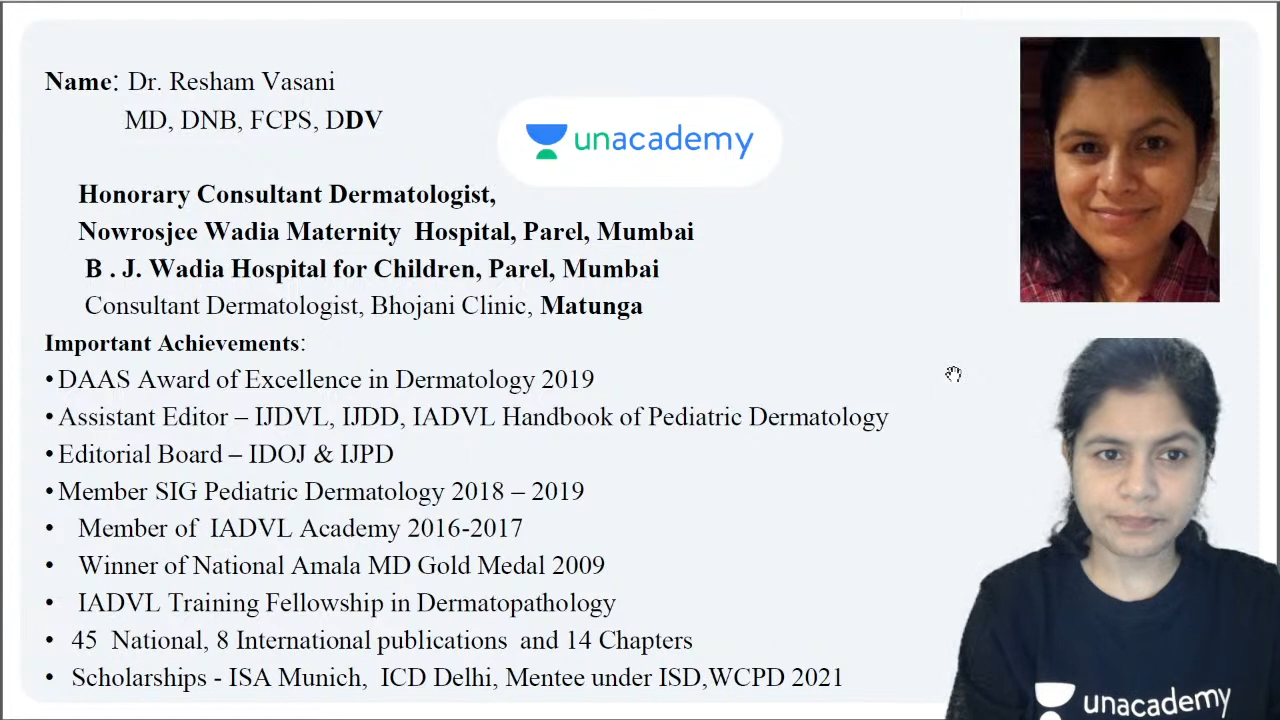 Name: Dr. Resham Vasani
MD, DNB, FCPS, DDV
unacademy
Honorary Consultant Dermatologist,
Nowrosjee Wadia Maternity Hospital, Parel, Mumbai
B . J. Wadia Hospital for Children, Parel, Mumbai
Consultant Dermatologist, Bhojani Clinic, Matunga
Important Achievements:
• DAAS Award of Excellence in Dermatology 2019
• Assistant Editor – IJDVL, IJDD, IADVL Handbook of Pediatric Dermatology
• Editorial Board – IDOJ & IJPD
• Member SIG Pediatric Dermatology 2018 – 2019
• Member of IADVL Academy 2016-2017
• Winner of National Amala MD Gold Medal 2009
• IADVL Training Fellowship in Dermatopathology
• 45 National, 8 International publications and 14 Chapters
• Scholarships - ISA Munich, ICD Delhi, Mentee under ISD,WCPD 2021
unacademy